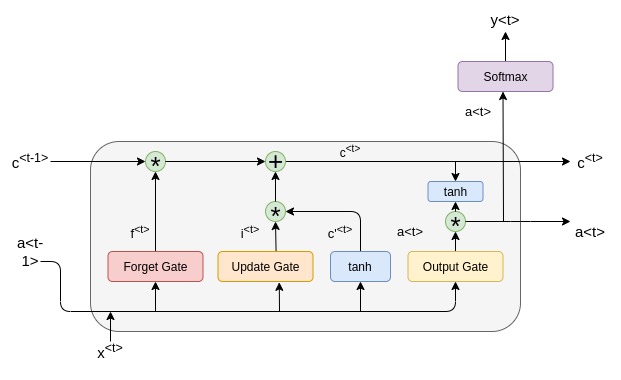 y<t>
Softmax
a<t>
c<t-1>
*
+
c<t>
c<t>
tanh
*
*
a<t>
a<t>
f<t>
i<t>
c'<t>
a<t-
1>
Forget Gate
Update Gate
tanh
Output Gate
x<t>